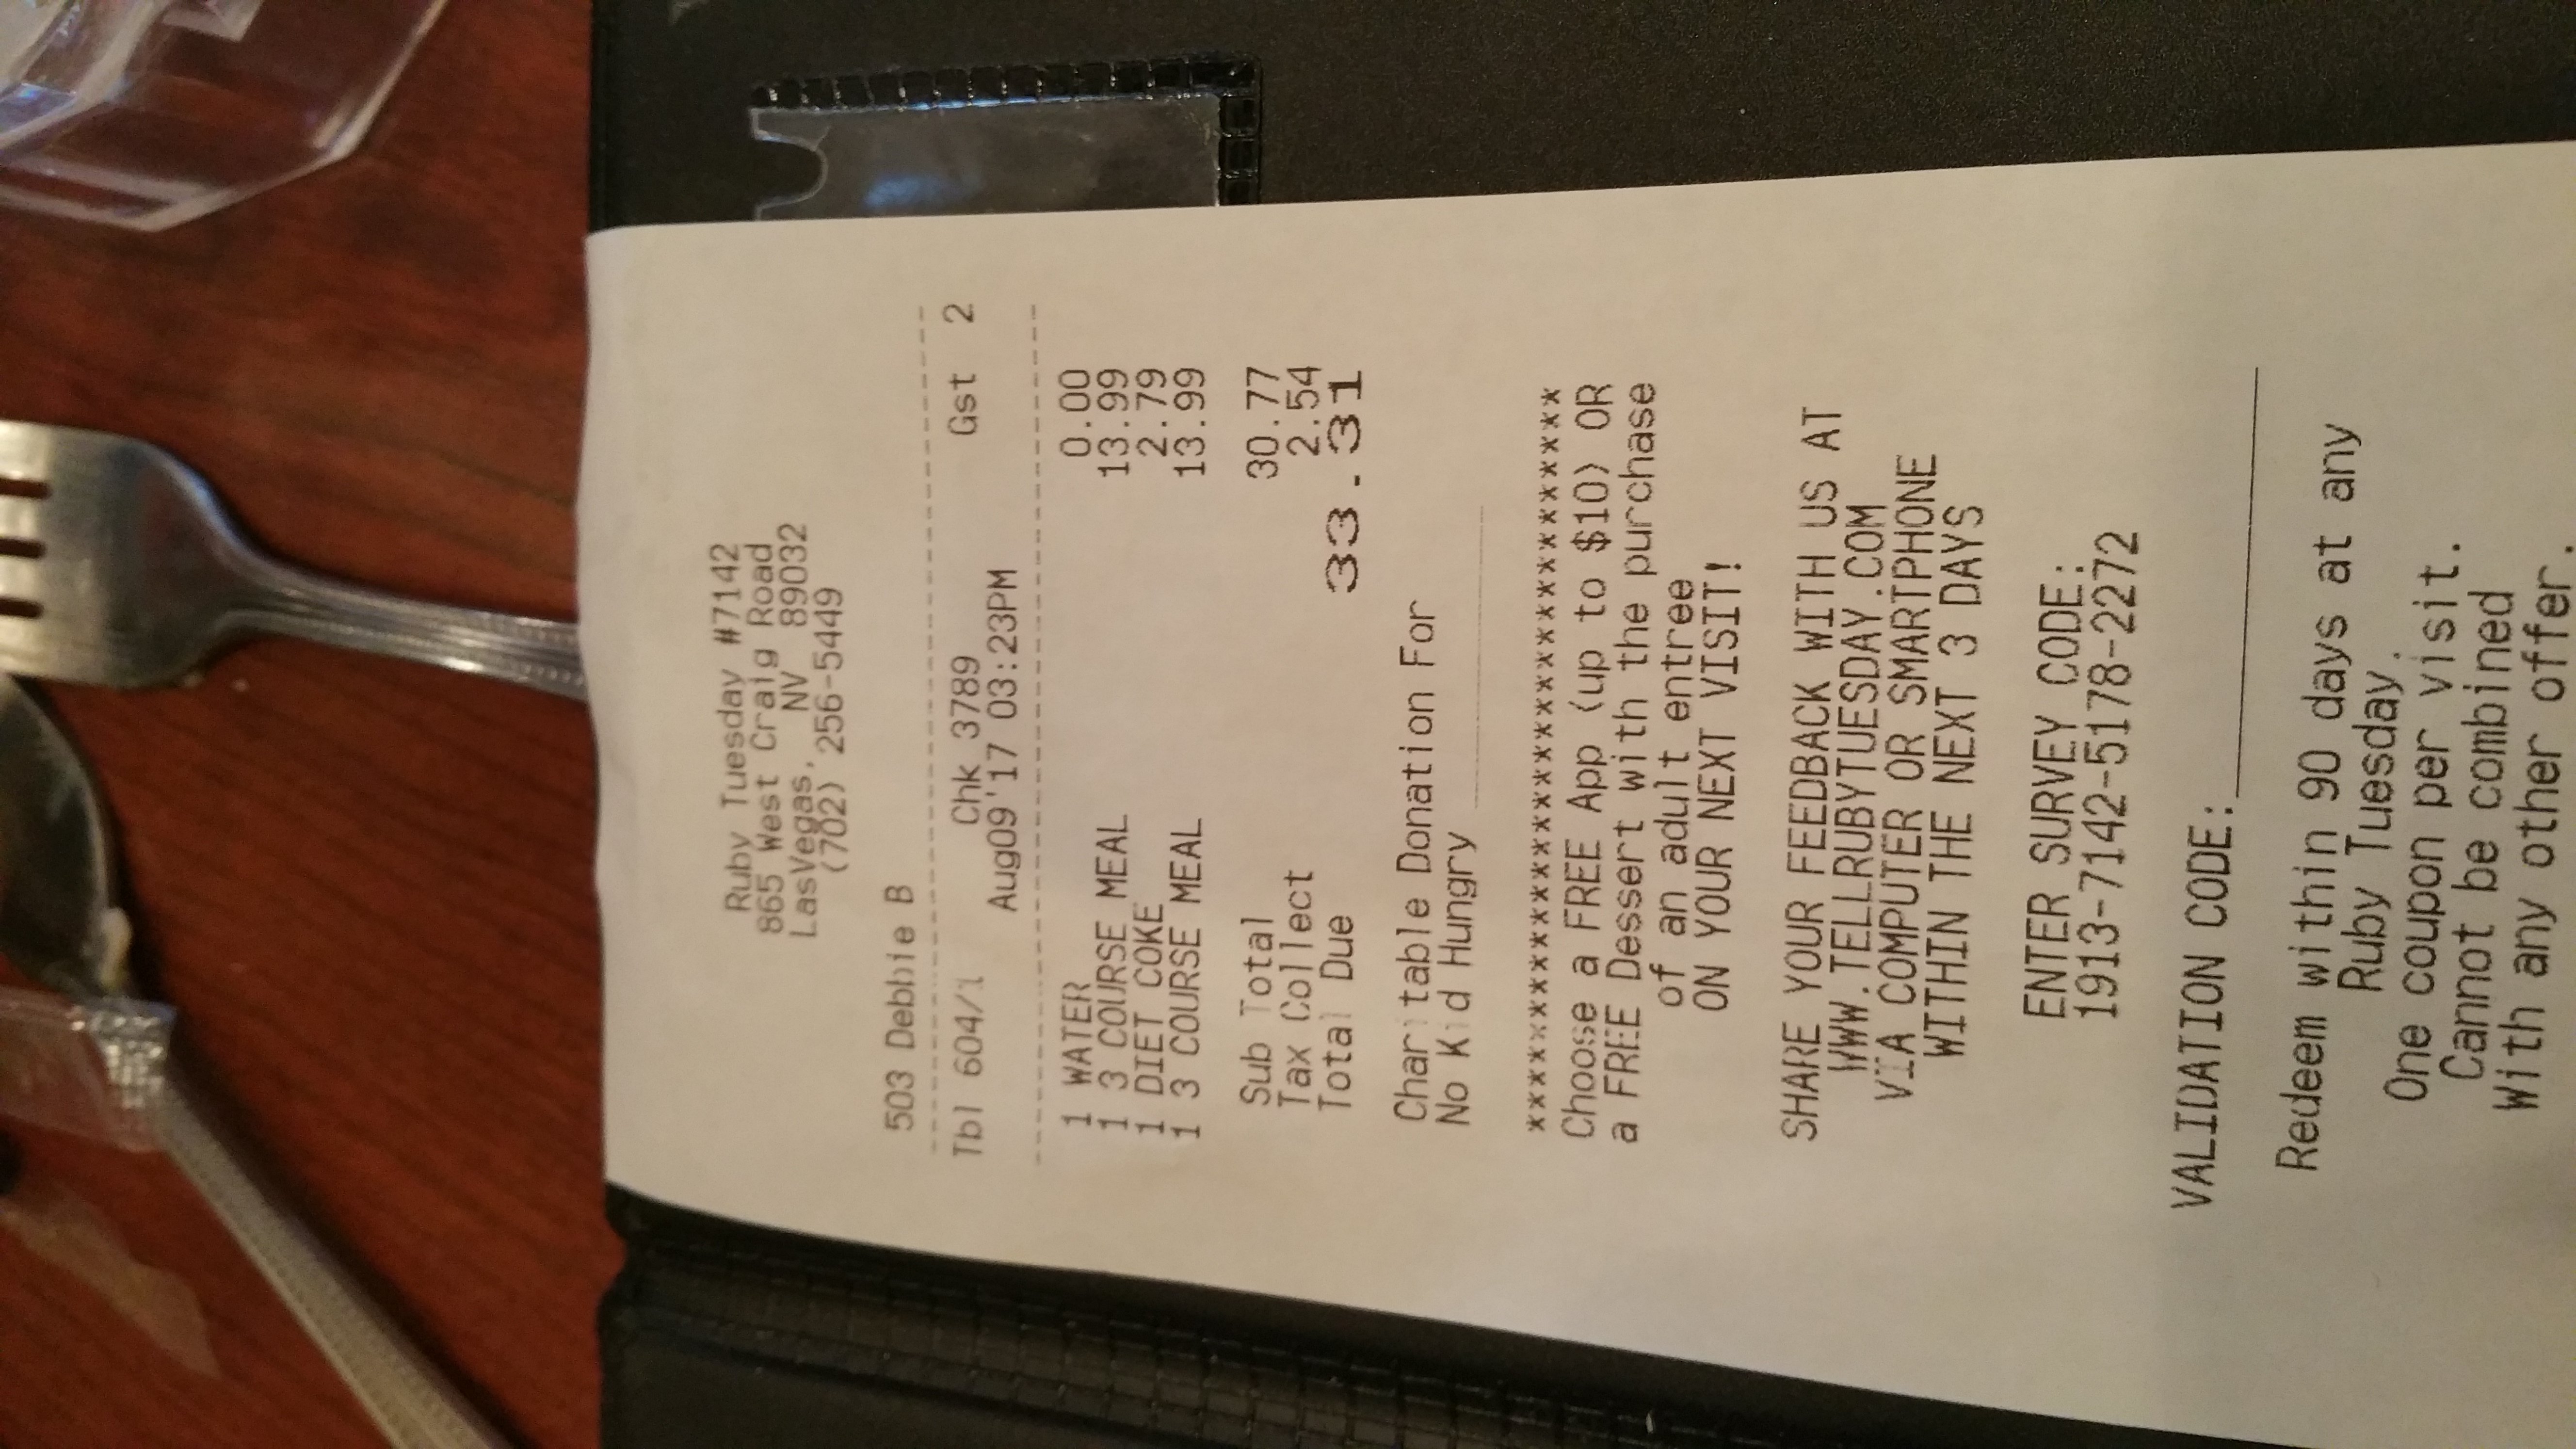 Ruby Tuesday #7142
865 West Craig Road
LasVegas, NV 89032
(702) 256-5449
503 Debbie B
Tbl 604/1 Chk 3789 Gst 2
Aug09'17 03:23PM
1 WATER 0.00
1 3 COURSE MEAL 13.99
1 DIET COKE 2.79
1 3 COURSE MEAL 13.99
Sub Total 30.77
Tax Collect 2.54
Total Due 33.31
Charitable Donation For
No Kid Hungry
******************************
Choose a FREE App (up to $10) OR
a FREE Dessert with the purchase
of an adult entree
ON YOUR NEXT VISIT!
SHARE YOUR FEEDBACK WITH US AT
WWW.TELLRUBYTUESDAY.COM
VIA COMPUTER OR SMARTPHONE
WITHIN THE NEXT 3 DAYS
ENTER SURVEY CODE:
1913-7142-5178-2272
VALIDATION CODE:
Redeem within 90 days at any
Ruby Tuesday.
One coupon per visit.
Cannot be combined
With any other offer.